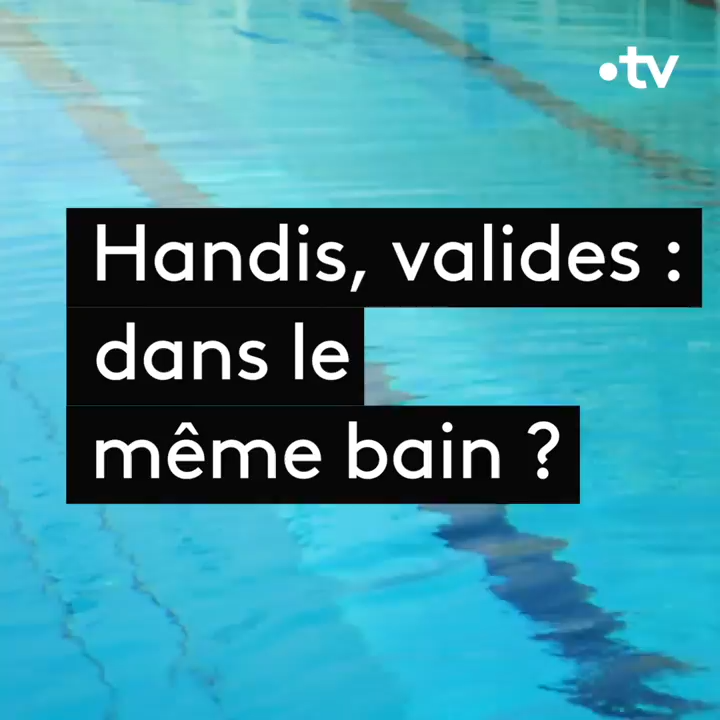 •tv
Handis, valides :
dans le
même bain ?